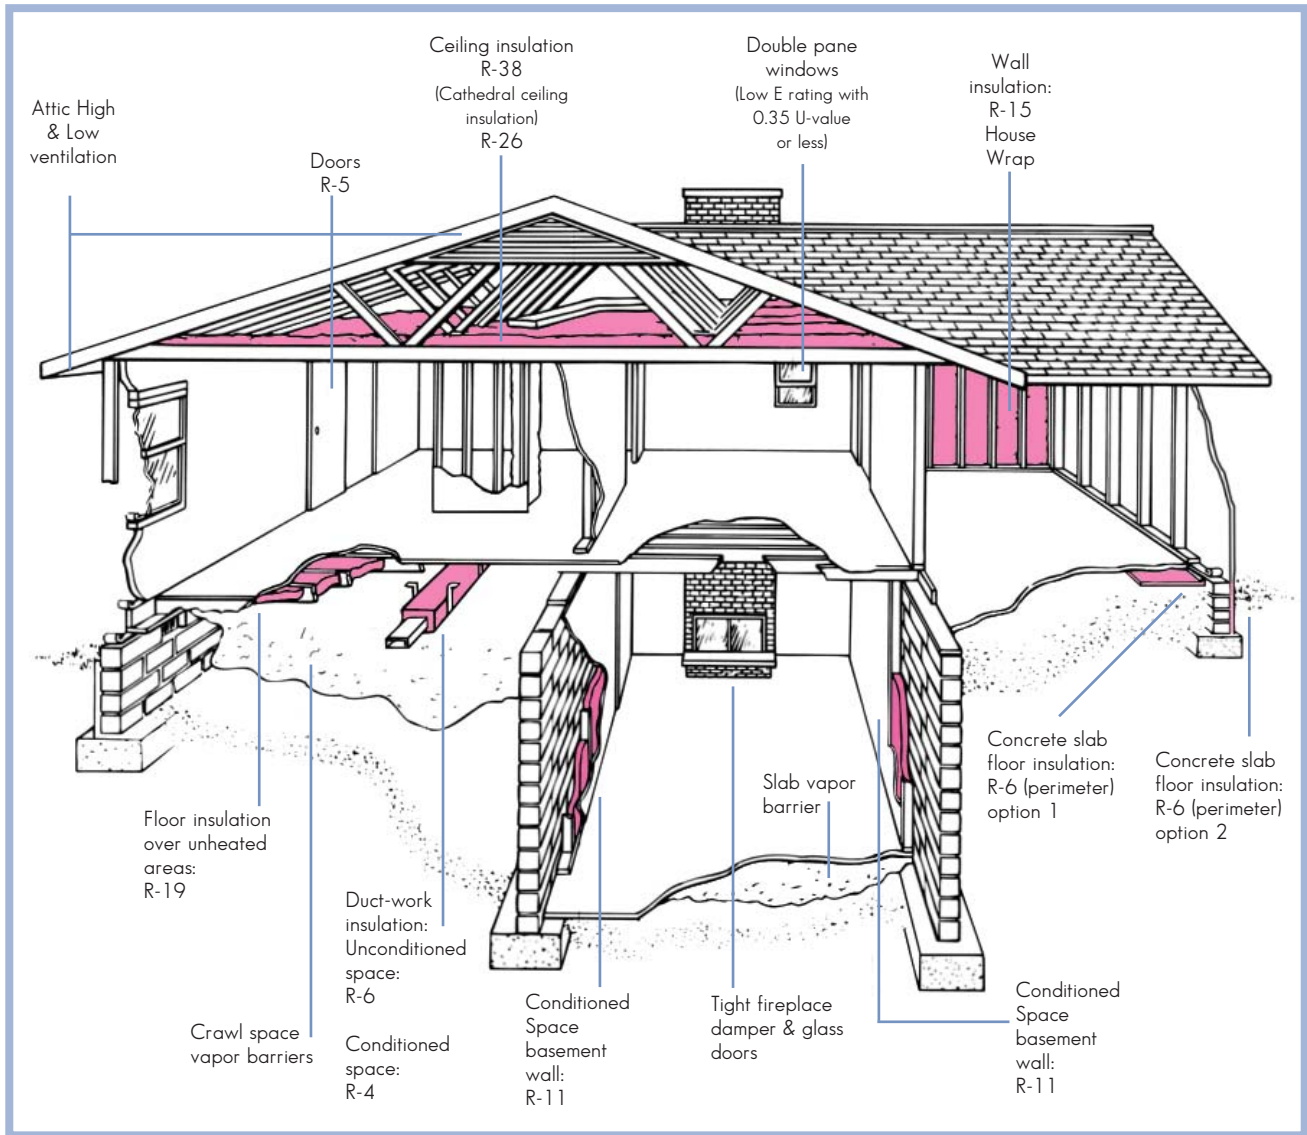 Attic High
& Low
ventilation
Doors
R-5
Ceiling insulation
R-38
(Cathedral ceiling
insulation)
R-26
Double pane
windows
(Low E rating with
0.35 U-value
or less)
Wall
insulation:
R-15
House
Wrap
Floor insulation
over unheated
areas:
R-19
Crawl space
vapor barriers
Duct-work
insulation:
Unconditioned
space:
R-6
Conditioned
space:
R-4
Conditioned
Space
basement
wall:
R-11
Tight fireplace
damper & glass
doors
Slab vapor
barrier
Conditioned
Space
basement
wall:
R-11
Concrete slab
floor insulation:
R-6 (perimeter)
option 1
Concrete slab
floor insulation:
R-6 (perimeter)
option 2